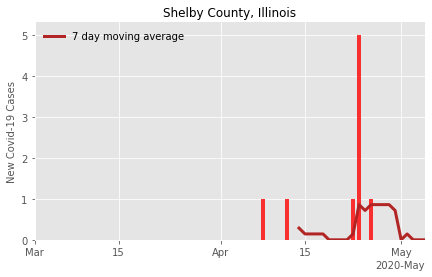 Shelby County, Illinois
7 day moving average
New Covid-19 Cases
5
4
3
2
1
0
Mar 15 Apr 15 May
2020-May